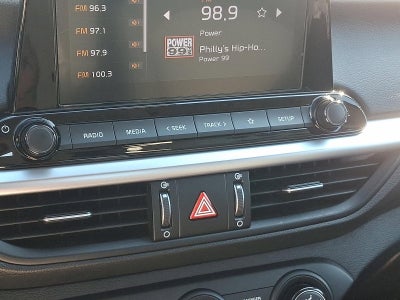 FM 96.3
98.9
FM 97.1
Power
FM 97.9
POWER
99FM
Philly's Hip-Ho...
Power 99
FM 100.3
RADIO
MEDIA
< SEEK
TRACK >
SETUP